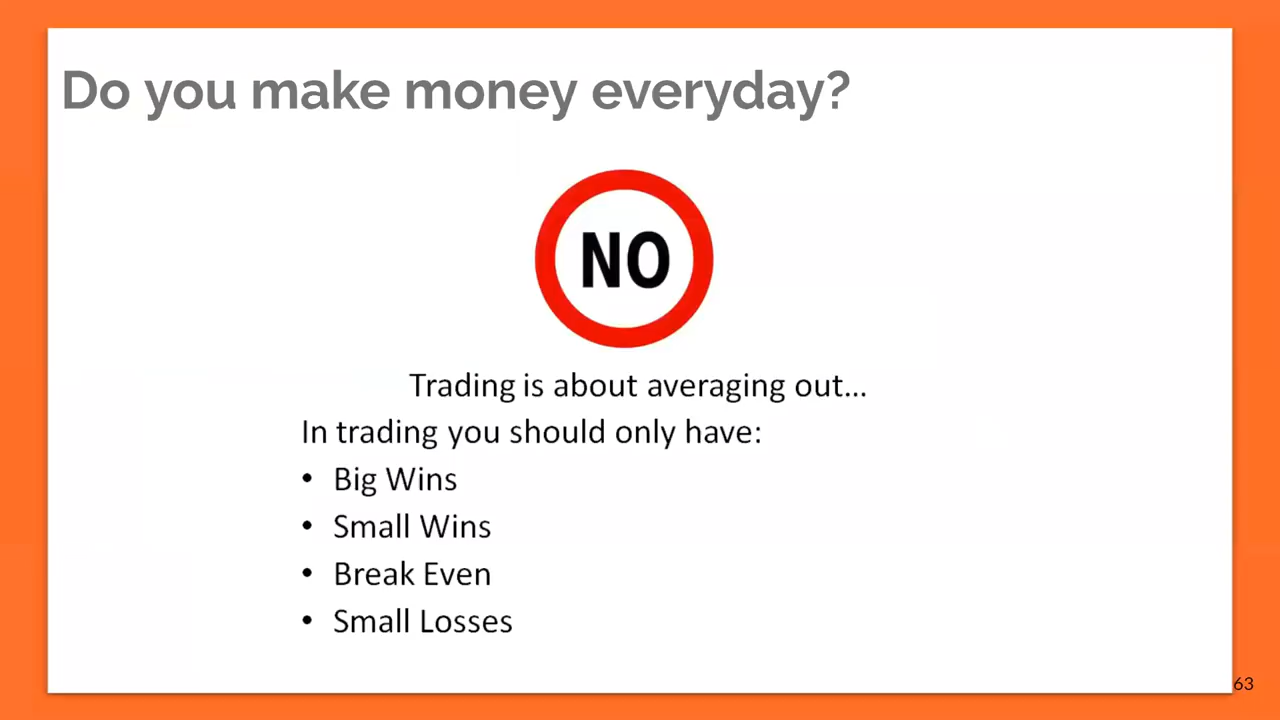 Do you make money everyday?
NO
Trading is about averaging out...
In trading you should only have:
• Big Wins
• Small Wins
• Break Even
• Small Losses
63